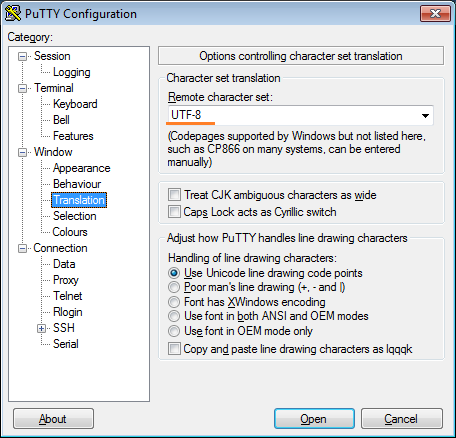 PuTTY Configuration
Category:
Session
Logging
Terminal
Keyboard
Bell
Features
Window
Appearance
Behaviour
Translation
Selection
Colours
Connection
Data
Proxy
Telnet
Rlogin
SSH
Serial
Options controlling character set translation
Character set translation
Remote character set:
UTF-8
(Codepages supported by Windows but not listed here,
such as CP866 on many systems, can be entered
manually)
Treat CJK ambiguous characters as wide
Caps Lock acts as Cyrillic switch
Adjust how PuTTY handles line drawing characters
Handling of line drawing characters:
Use Unicode line drawing code points
Poor man's line drawing (+, - and |)
Font has XWindows encoding
Use font in both ANSI and OEM modes
Use font in OEM mode only
Copy and paste line drawing characters as lqqqk
About
Open
Cancel